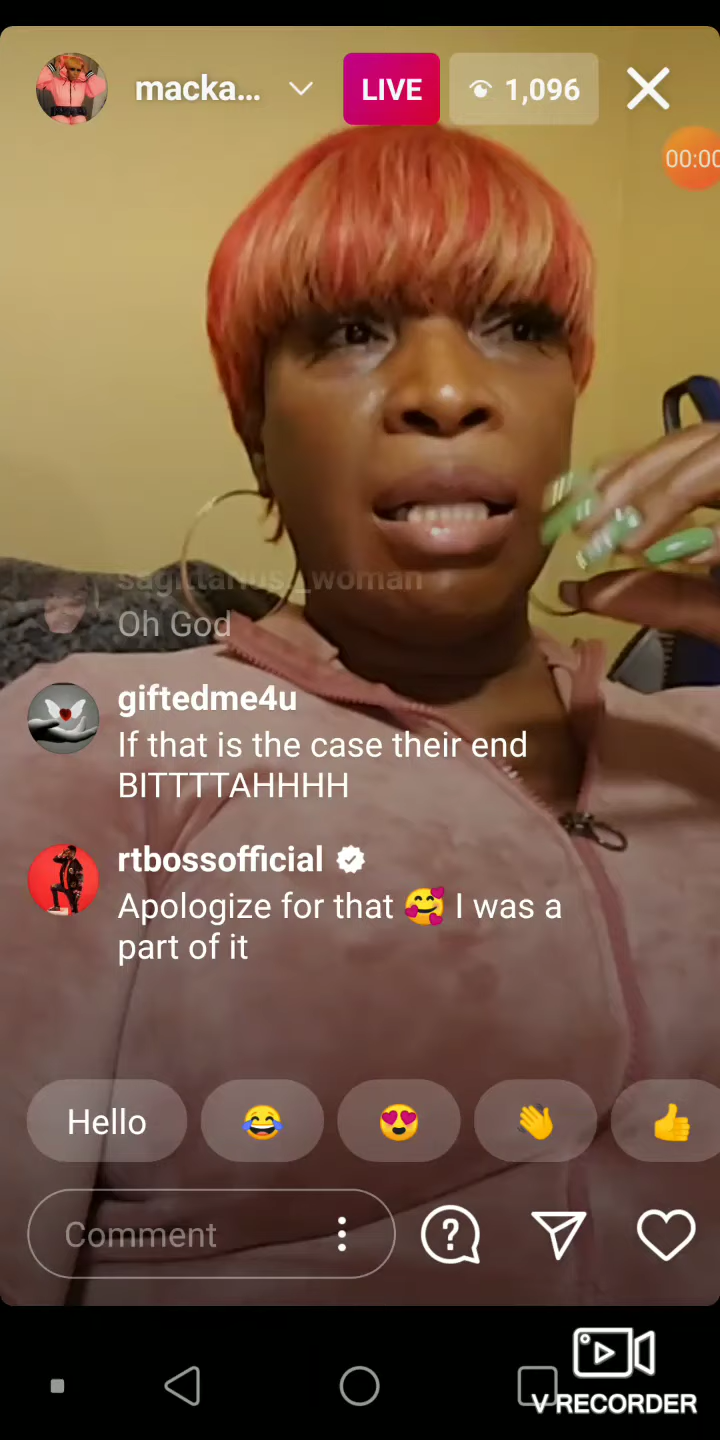 macka...
LIVE
1,096
00:00
sagittarius_woman
Oh God
giftedme4u
If that is the case their end
BITTTTAHHHH
rtbossofficial
Apologize for that 🥰 I was a
part of it
Hello
Comment
V RECORDER